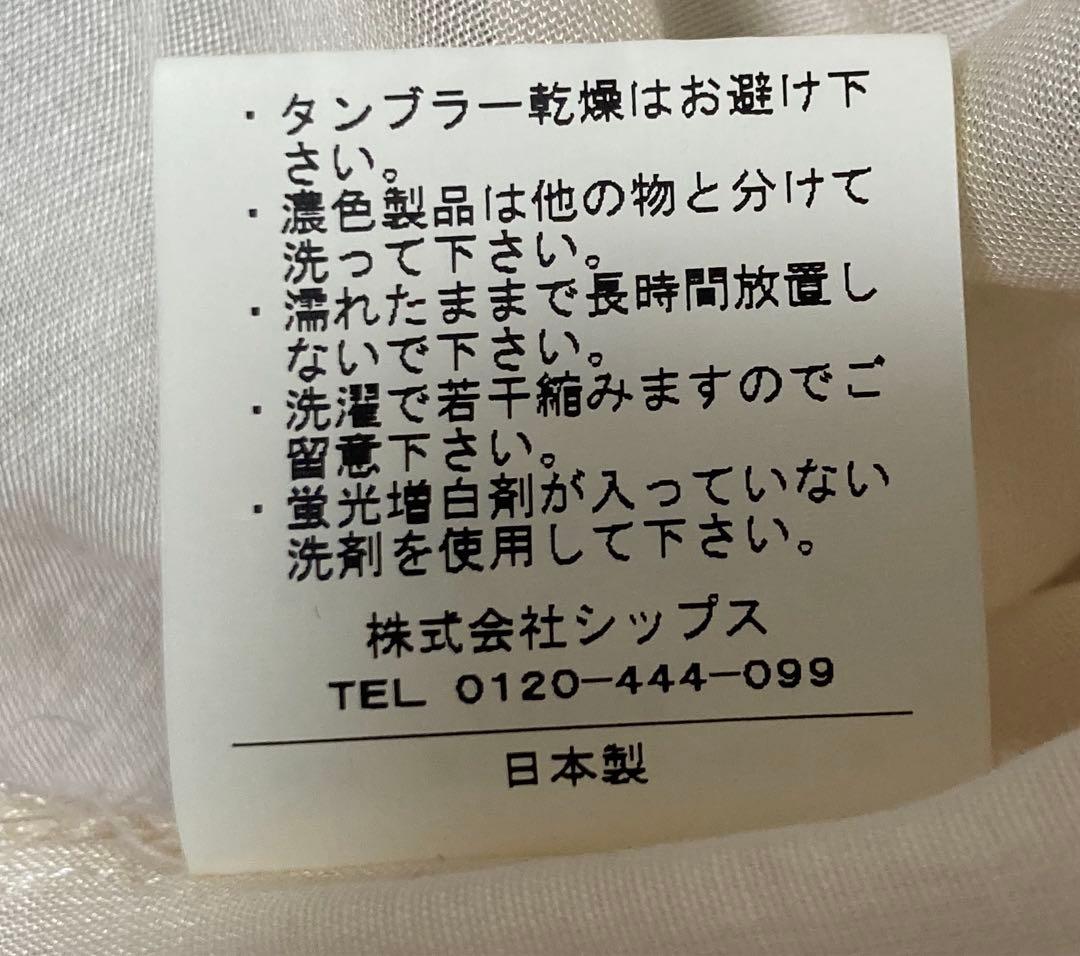 ・タンブラー乾燥はお避け下
さい。
・濃色製品は他の物と分けて
洗って下さい。
・濡れたままで長時間放置し
ないで下さい。
・洗濯で若干縮みますのでご
留意下さい。
・蛍光増白剤が入っていない
洗剤を使用して下さい。
株式会社シップス
TEL 0120-444-099
日本製